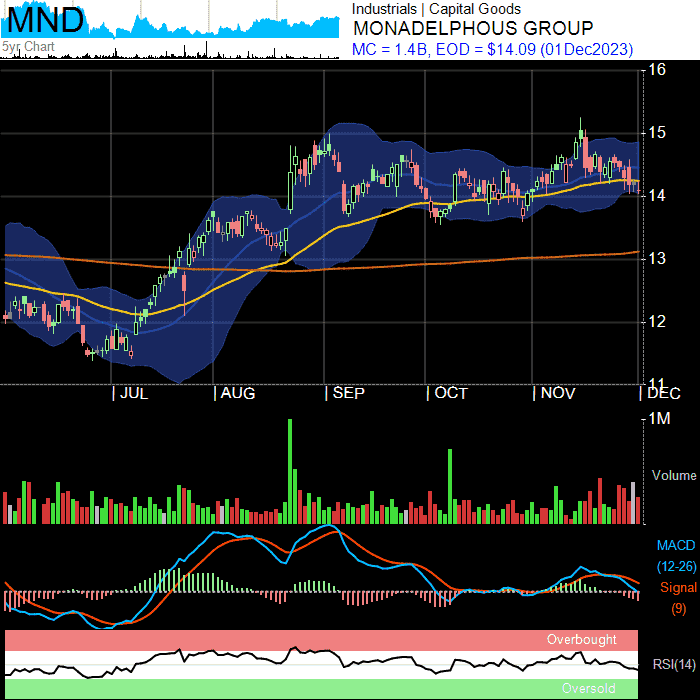 MND
5yr Chart
Industrials | Capital Goods
MONADELPHOUS GROUP
MC = 1.4B, EOD = $14.09 (01Dec2023)
16
15
14
13
12
11
| JUL | AUG | SEP | OCT | NOV | DEC
1M
Volume
MACD
(12-26)
Signal
(9)
Overbought
RSI(14)
Oversold